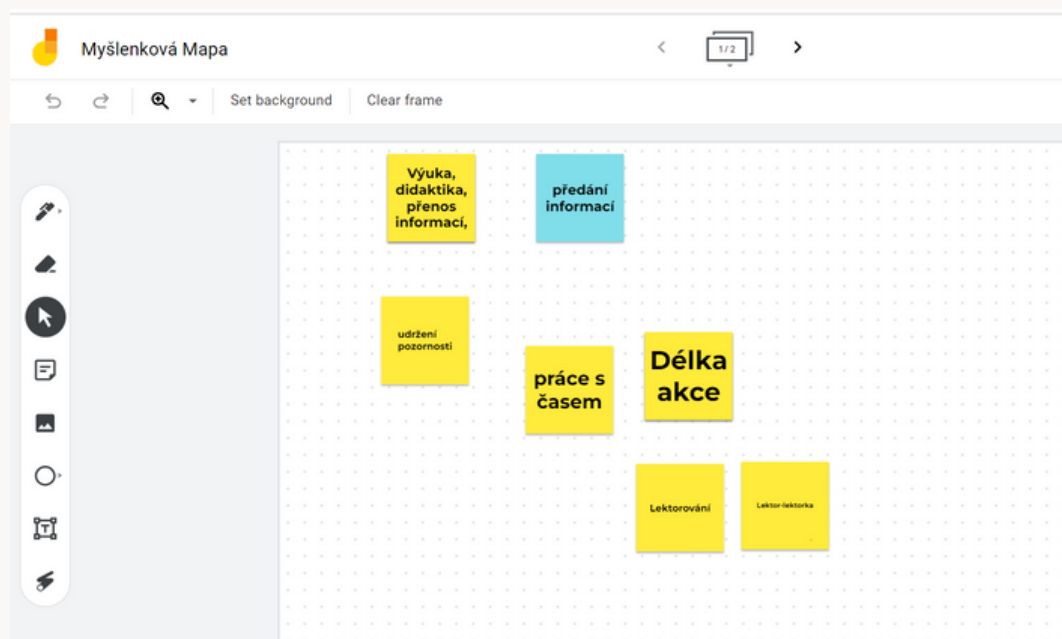 Myšlenková Mapa
1/2
Set background
Clear frame
Výuka,
didaktika,
přenos
informací,
předání
informací
udržení
pozornosti
práce s
časem
Délka
akce
Lektorování
Lektor-lektorka